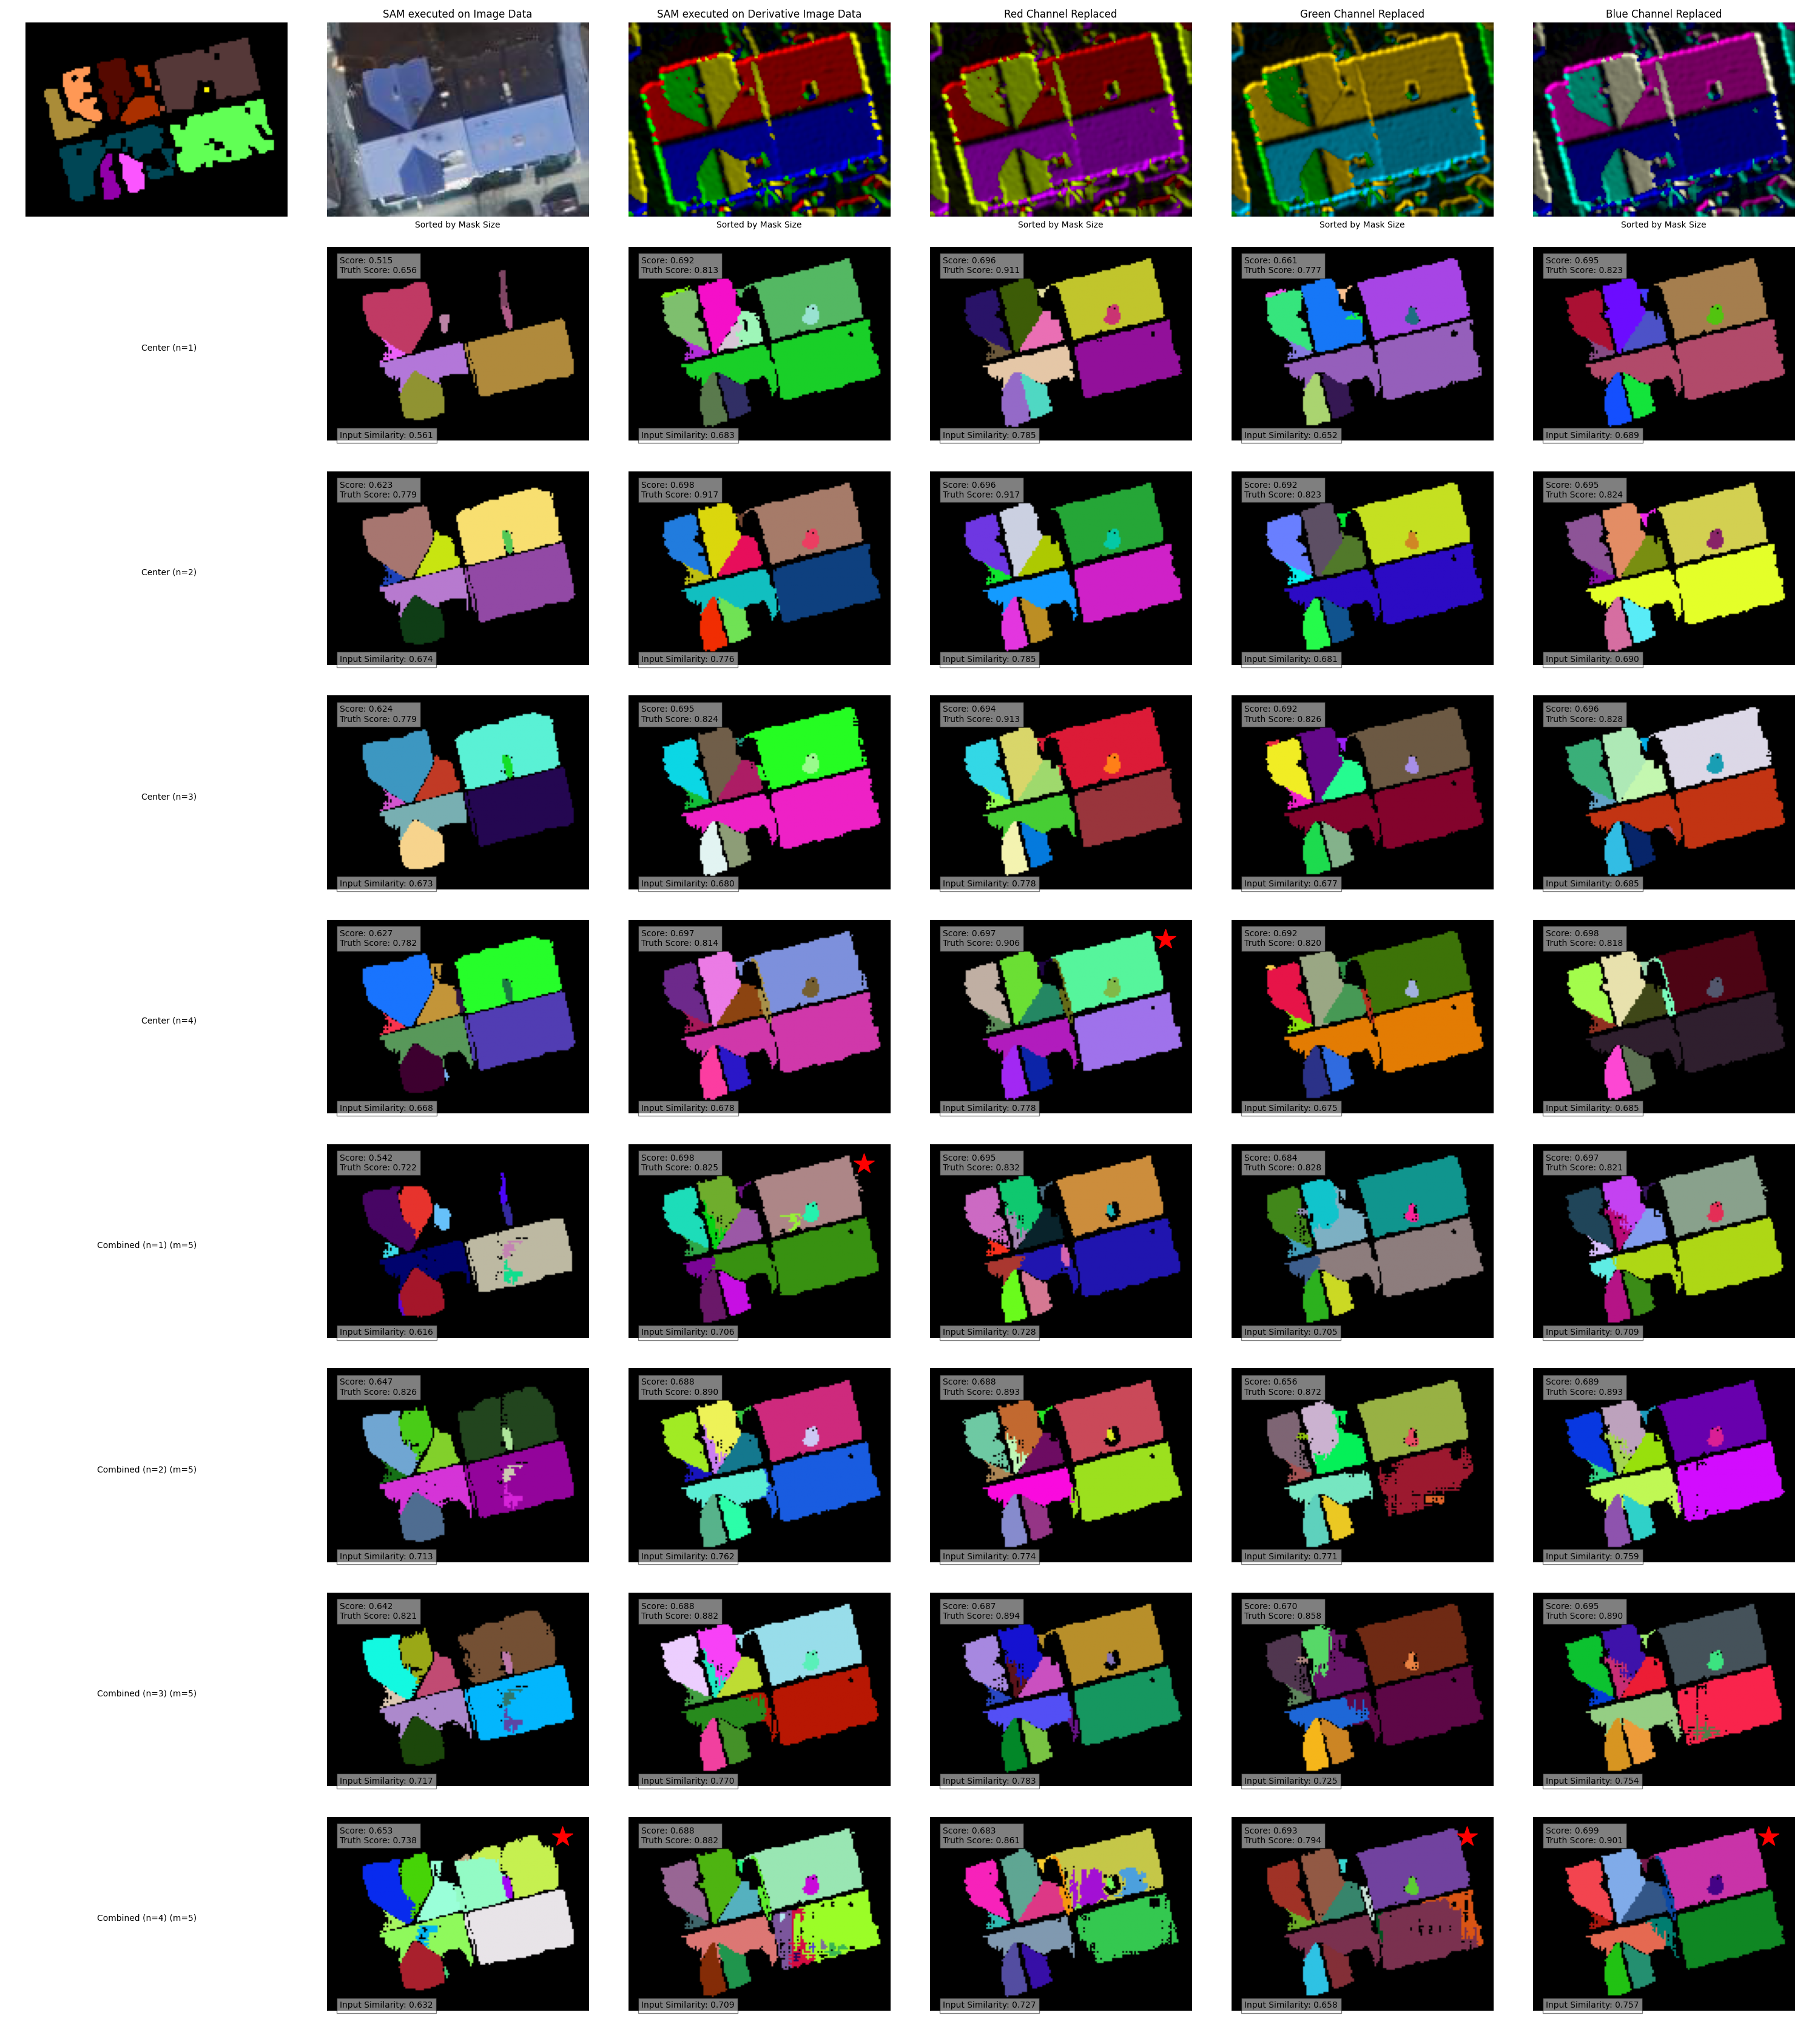 SAM executed on Image Data
SAM executed on Derivative Image Data
Red Channel Replaced
Green Channel Replaced
Blue Channel Replaced
Sorted by Mask Size
Sorted by Mask Size
Sorted by Mask Size
Sorted by Mask Size
Sorted by Mask Size
Center (n=1)
Score: 0.515
Truth Score: 0.656
Input Similarity: 0.561
Score: 0.692
Truth Score: 0.813
Input Similarity: 0.683
Score: 0.696
Truth Score: 0.911
Input Similarity: 0.785
Score: 0.661
Truth Score: 0.777
Input Similarity: 0.652
Score: 0.695
Truth Score: 0.823
Input Similarity: 0.689
Center (n=2)
Score: 0.623
Truth Score: 0.779
Input Similarity: 0.674
Score: 0.698
Truth Score: 0.917
Input Similarity: 0.776
Score: 0.696
Truth Score: 0.917
Input Similarity: 0.785
Score: 0.692
Truth Score: 0.823
Input Similarity: 0.681
Score: 0.695
Truth Score: 0.824
Input Similarity: 0.690
Center (n=3)
Score: 0.624
Truth Score: 0.779
Input Similarity: 0.673
Score: 0.695
Truth Score: 0.824
Input Similarity: 0.680
Score: 0.694
Truth Score: 0.913
Input Similarity: 0.778
Score: 0.692
Truth Score: 0.826
Input Similarity: 0.677
Score: 0.696
Truth Score: 0.828
Input Similarity: 0.685
Center (n=4)
Score: 0.627
Truth Score: 0.782
Input Similarity: 0.668
Score: 0.697
Truth Score: 0.814
Input Similarity: 0.678
Score: 0.697
Truth Score: 0.906
Input Similarity: 0.778
Score: 0.692
Truth Score: 0.820
Input Similarity: 0.675
Score: 0.698
Truth Score: 0.818
Input Similarity: 0.685
Combined (n=1) (m=5)
Score: 0.542
Truth Score: 0.722
Input Similarity: 0.616
Score: 0.698
Truth Score: 0.825
Input Similarity: 0.706
Score: 0.695
Truth Score: 0.832
Input Similarity: 0.728
Score: 0.684
Truth Score: 0.828
Input Similarity: 0.705
Score: 0.697
Truth Score: 0.821
Input Similarity: 0.709
Combined (n=2) (m=5)
Score: 0.647
Truth Score: 0.826
Input Similarity: 0.713
Score: 0.688
Truth Score: 0.890
Input Similarity: 0.762
Score: 0.688
Truth Score: 0.893
Input Similarity: 0.774
Score: 0.656
Truth Score: 0.872
Input Similarity: 0.771
Score: 0.689
Truth Score: 0.893
Input Similarity: 0.759
Combined (n=3) (m=5)
Score: 0.642
Truth Score: 0.821
Input Similarity: 0.717
Score: 0.688
Truth Score: 0.882
Input Similarity: 0.770
Score: 0.687
Truth Score: 0.894
Input Similarity: 0.783
Score: 0.670
Truth Score: 0.858
Input Similarity: 0.725
Score: 0.695
Truth Score: 0.890
Input Similarity: 0.754
Combined (n=4) (m=5)
Score: 0.653
Truth Score: 0.738
Input Similarity: 0.632
Score: 0.688
Truth Score: 0.882
Input Similarity: 0.709
Score: 0.683
Truth Score: 0.861
Input Similarity: 0.727
Score: 0.693
Truth Score: 0.794
Input Similarity: 0.658
Score: 0.699
Truth Score: 0.901
Input Similarity: 0.757